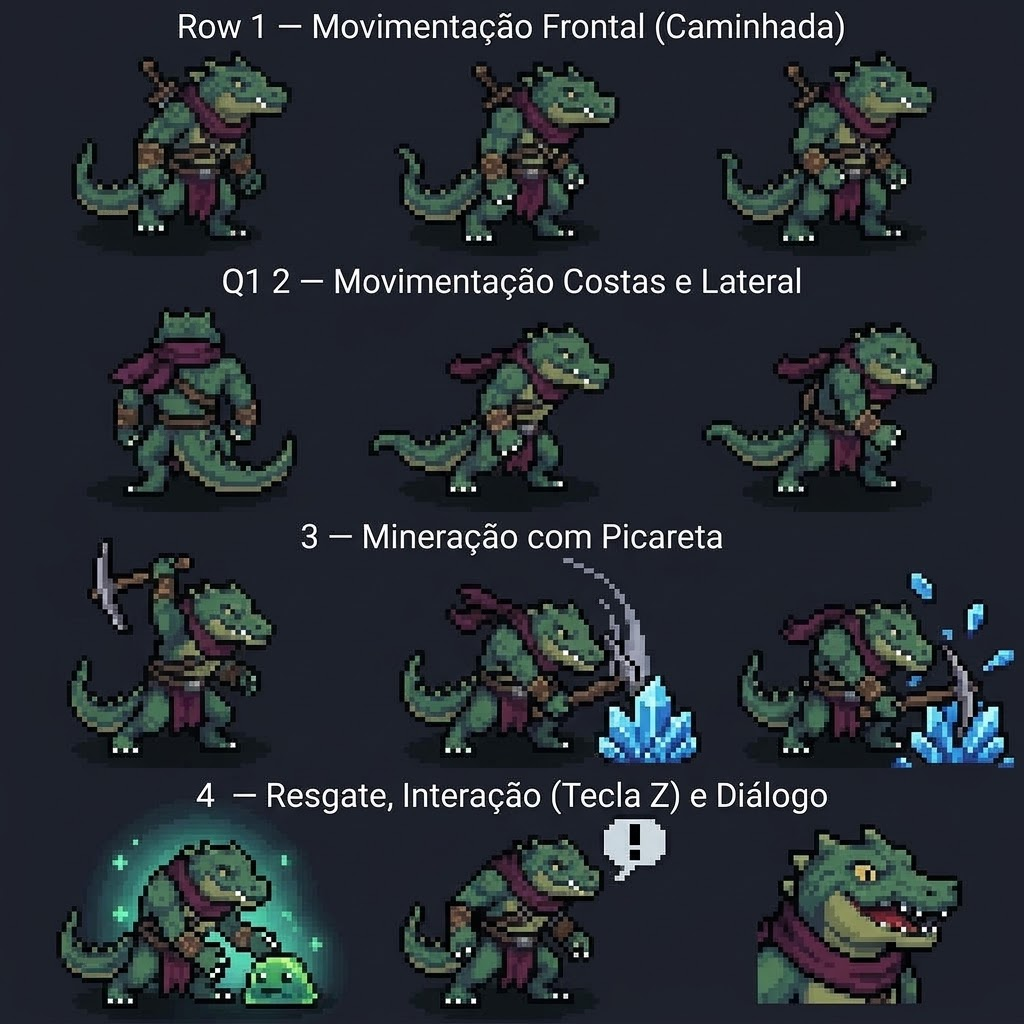 Row 1 — Movimentação Frontal (Caminhada)
Q1 2 — Movimentação Costas e Lateral
3 — Mineração com Picareta
4 — Resgate, Interação (Tecla Z) e Diálogo
!